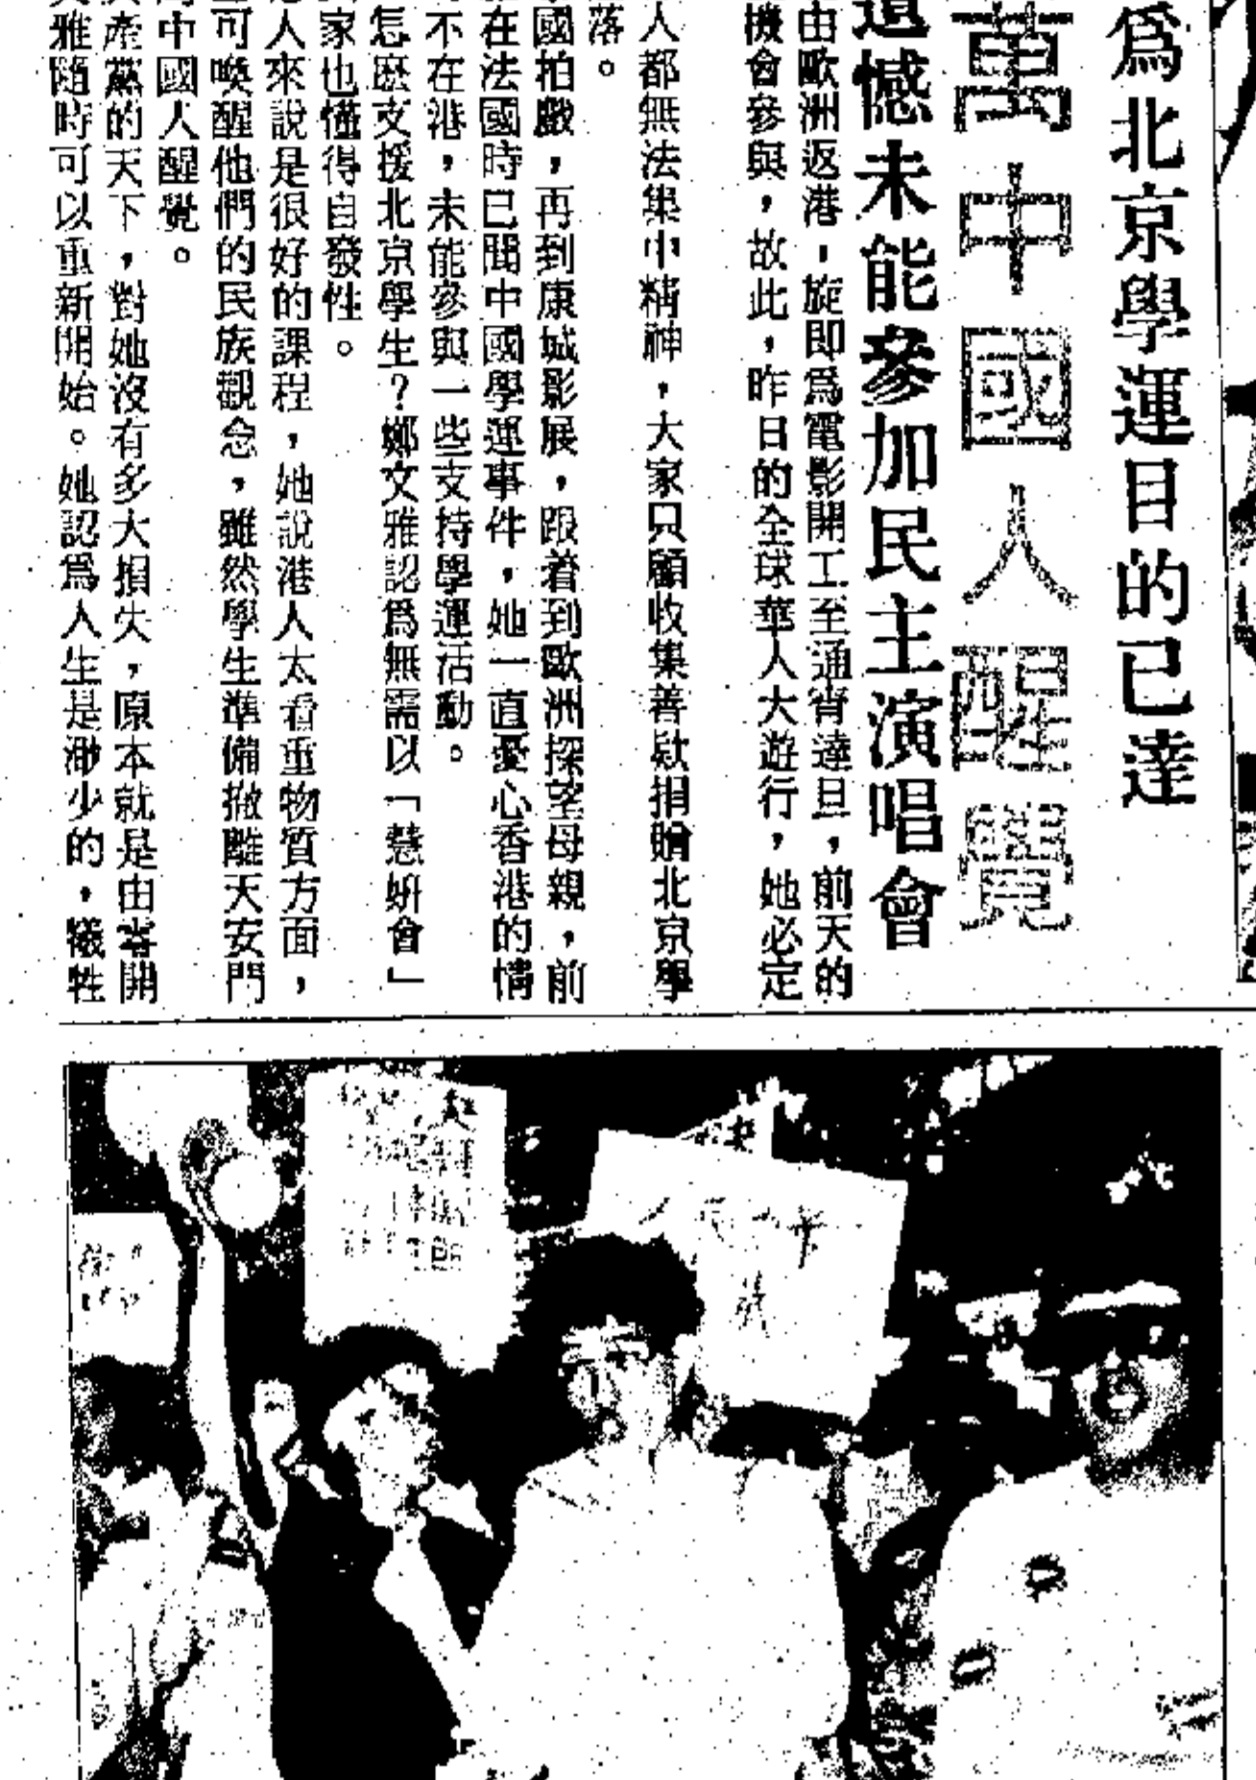 爲北京學運目的已達
萬中國人醒覺
遺憾未能參加民主演唱會
由歐洲返港，旋即爲電影開工至通宵達旦，前天的
機會參與，故此，昨日的全球華人大遊行，她必定
人都無法集中精神，大家只顧收集善款捐贈北京學
落。
國拍戲，再到康城影展，跟着到歐洲探望母親，前
在法國時已聞中國學運事件，她一直憂心香港的情
不在港，未能參與一些支持學運活動。
怎麽支援北京學生？鄭文雅認爲無需以「慧妍會」
家也懂得自發性。
人來說是很好的課程，她說港人太看重物質方面，
可喚醒他們的民族觀念，雖然學生準備撤離天安門
中國人醒覺。
產黨的天下，對她沒有多大損失，原本就是由零開
雅隨時可以重新開始。她認爲人生是渺少的，犧牲